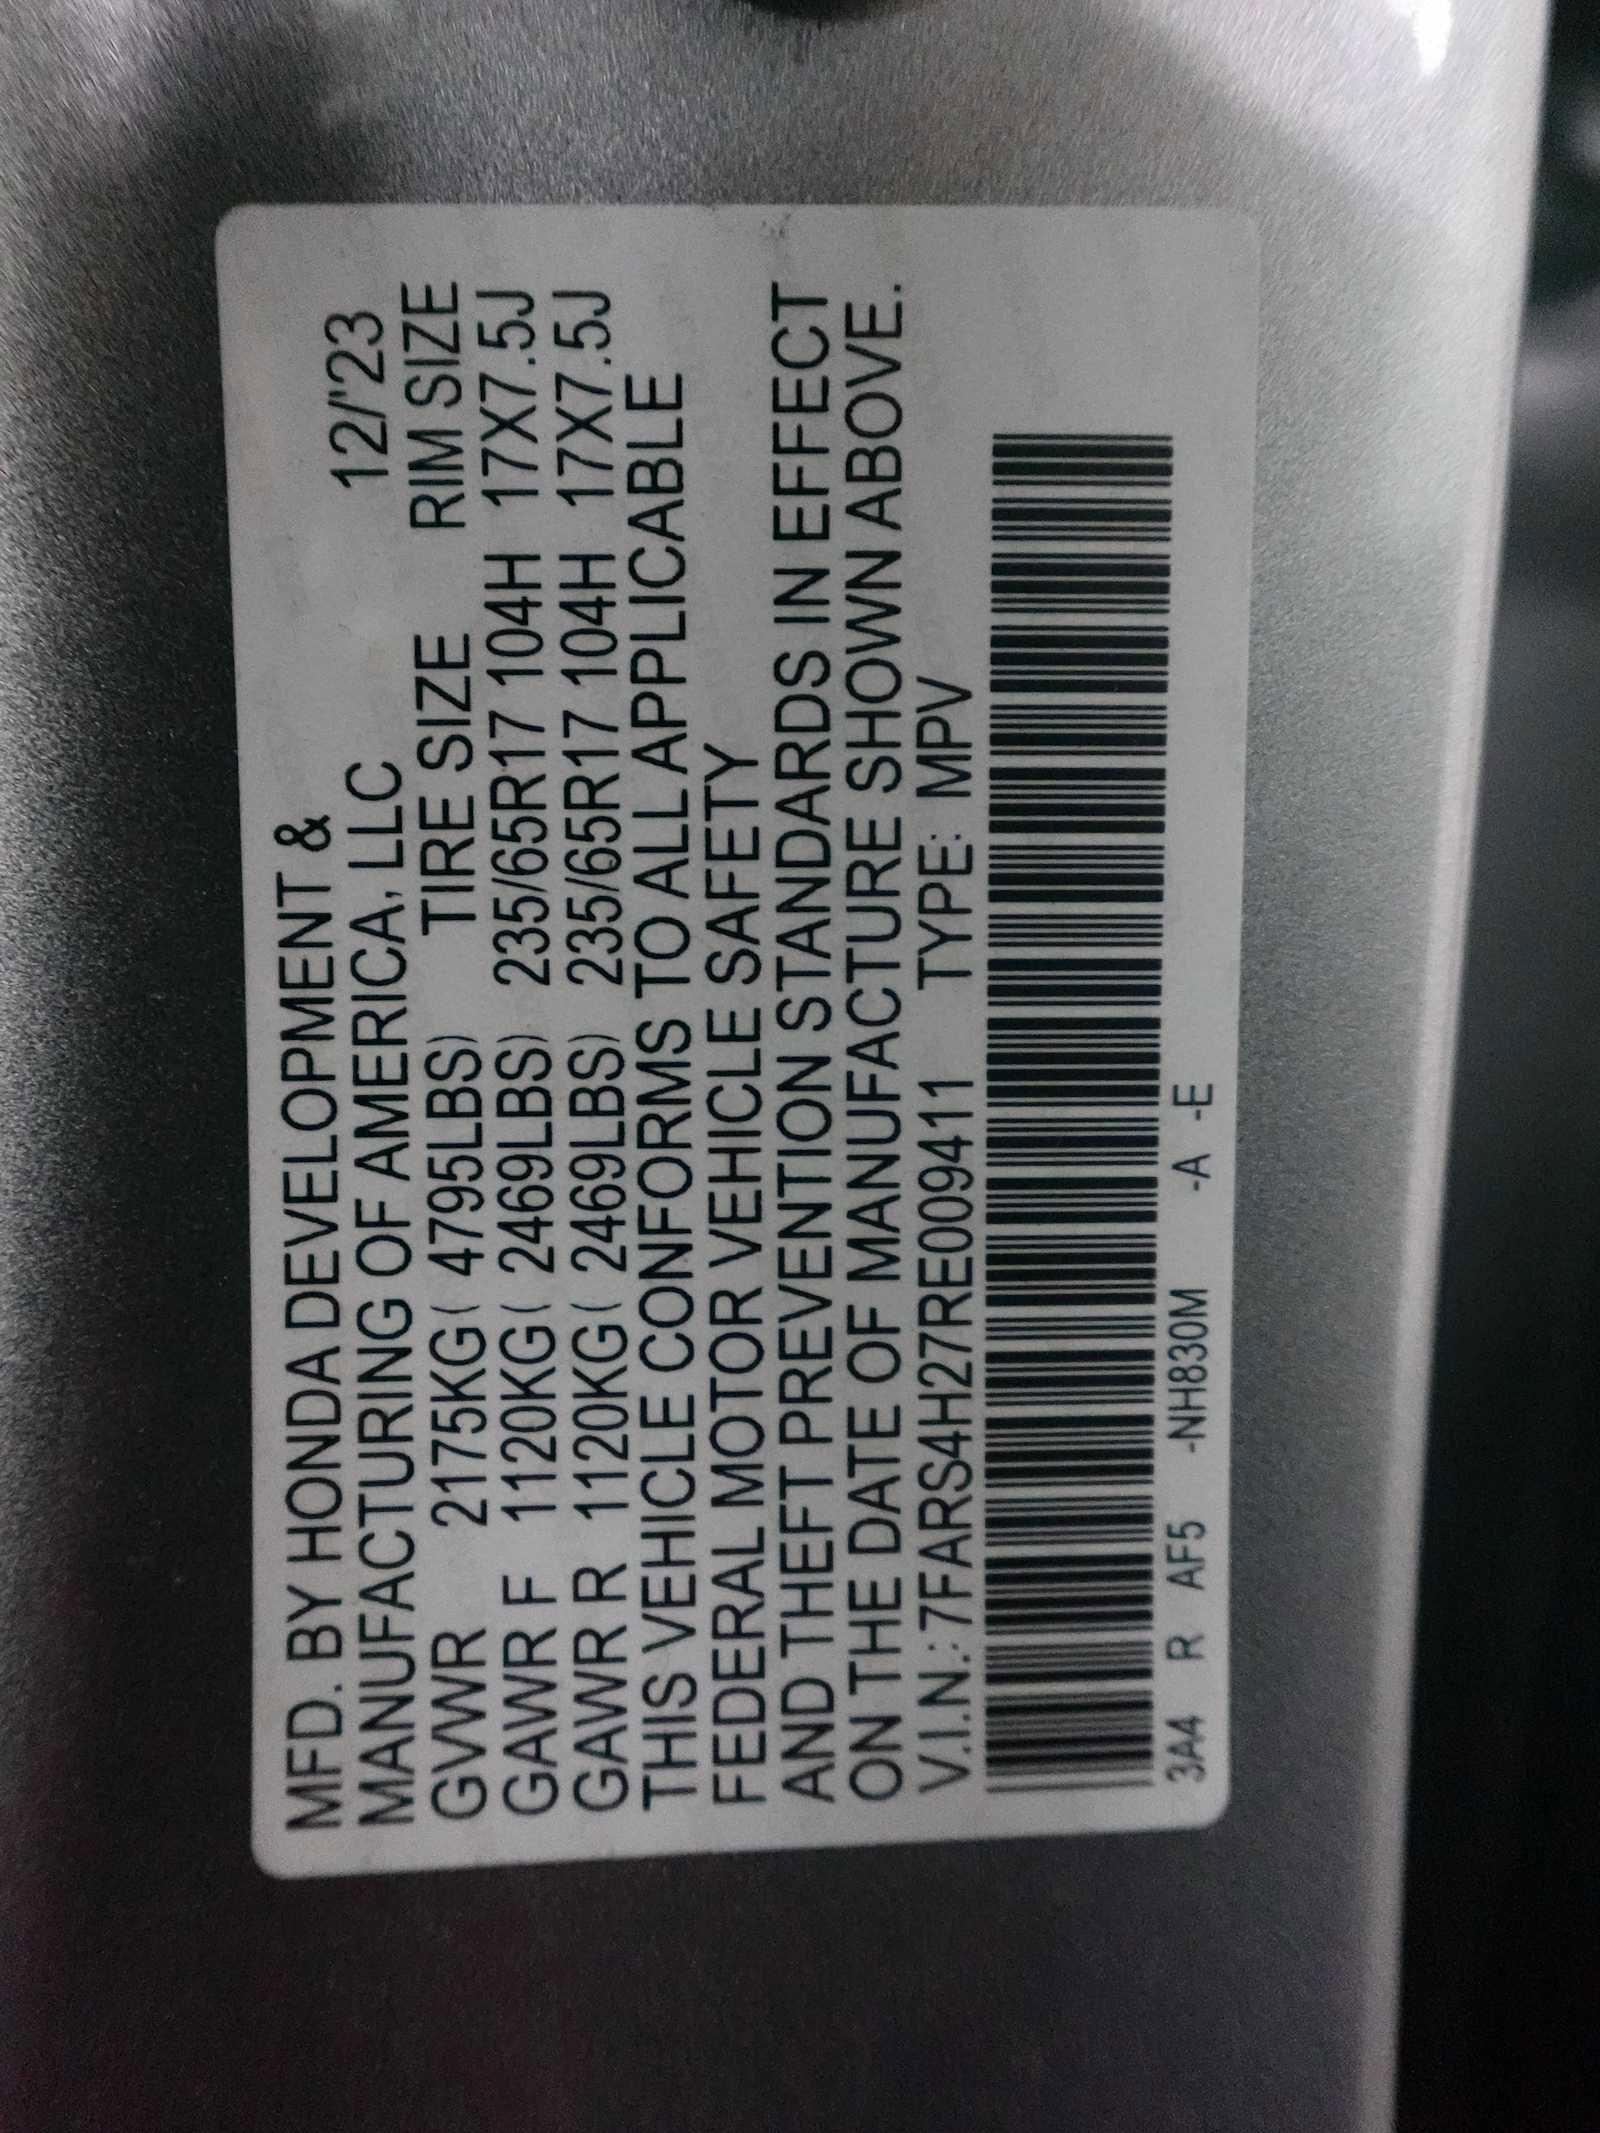 MFD. BY HONDA DEVELOPMENT &
MANUFACTURING OF AMERICA, LLC 12/'23
GVWR 2175KG( 4795LBS) TIRE SIZE RIM SIZE
GAWR F 1120KG( 2469LBS) 235/65R17 104H 17X7.5J
GAWR R 1120KG( 2469LBS) 235/65R17 104H 17X7.5J
THIS VEHICLE CONFORMS TO ALL APPLICABLE
FEDERAL MOTOR VEHICLE SAFETY
AND THEFT PREVENTION STANDARDS IN EFFECT
ON THE DATE OF MANUFACTURE SHOWN ABOVE.
V.I.N.: 7FARS4H27RE009411 TYPE: MPV
3A4 R AF5 -NH830M -A -E